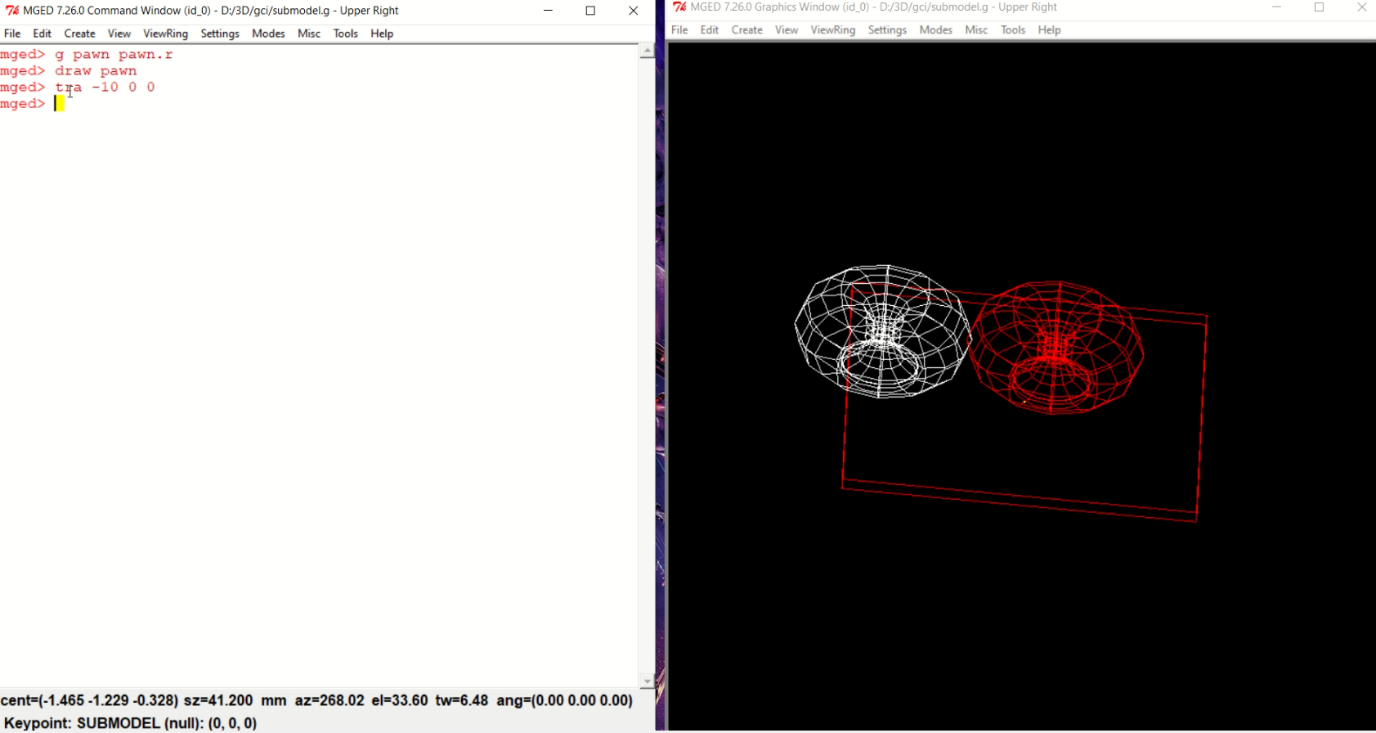 MGED 7.26.0 Command Window (id_0) - D:/3D/gci/submodel.g - Upper Right
File Edit Create View ViewRing Settings Modes Misc Tools Help
mged> g pawn pawn.r
mged> draw pawn
mged> tra -10 0 0
mged>
cent=(-1.465 -1.229 -0.328) sz=41.200 mm az=268.02 el=33.60 tw=6.48 ang=(0.00 0.00 0.00)
Keypoint: SUBMODEL (null): (0, 0, 0)
MGED 7.26.0 Graphics Window (id_0) - D:/3D/gci/submodel.g - Upper Right
File Edit Create View ViewRing Settings Modes Misc Tools Help